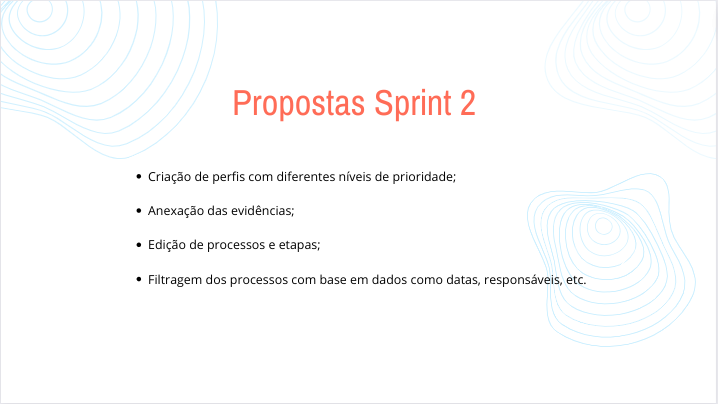 Propostas Sprint 2
• Criação de perfis com diferentes níveis de prioridade;
• Anexação das evidências;
• Edição de processos e etapas;
• Filtragem dos processos com base em dados como datas, responsáveis, etc.